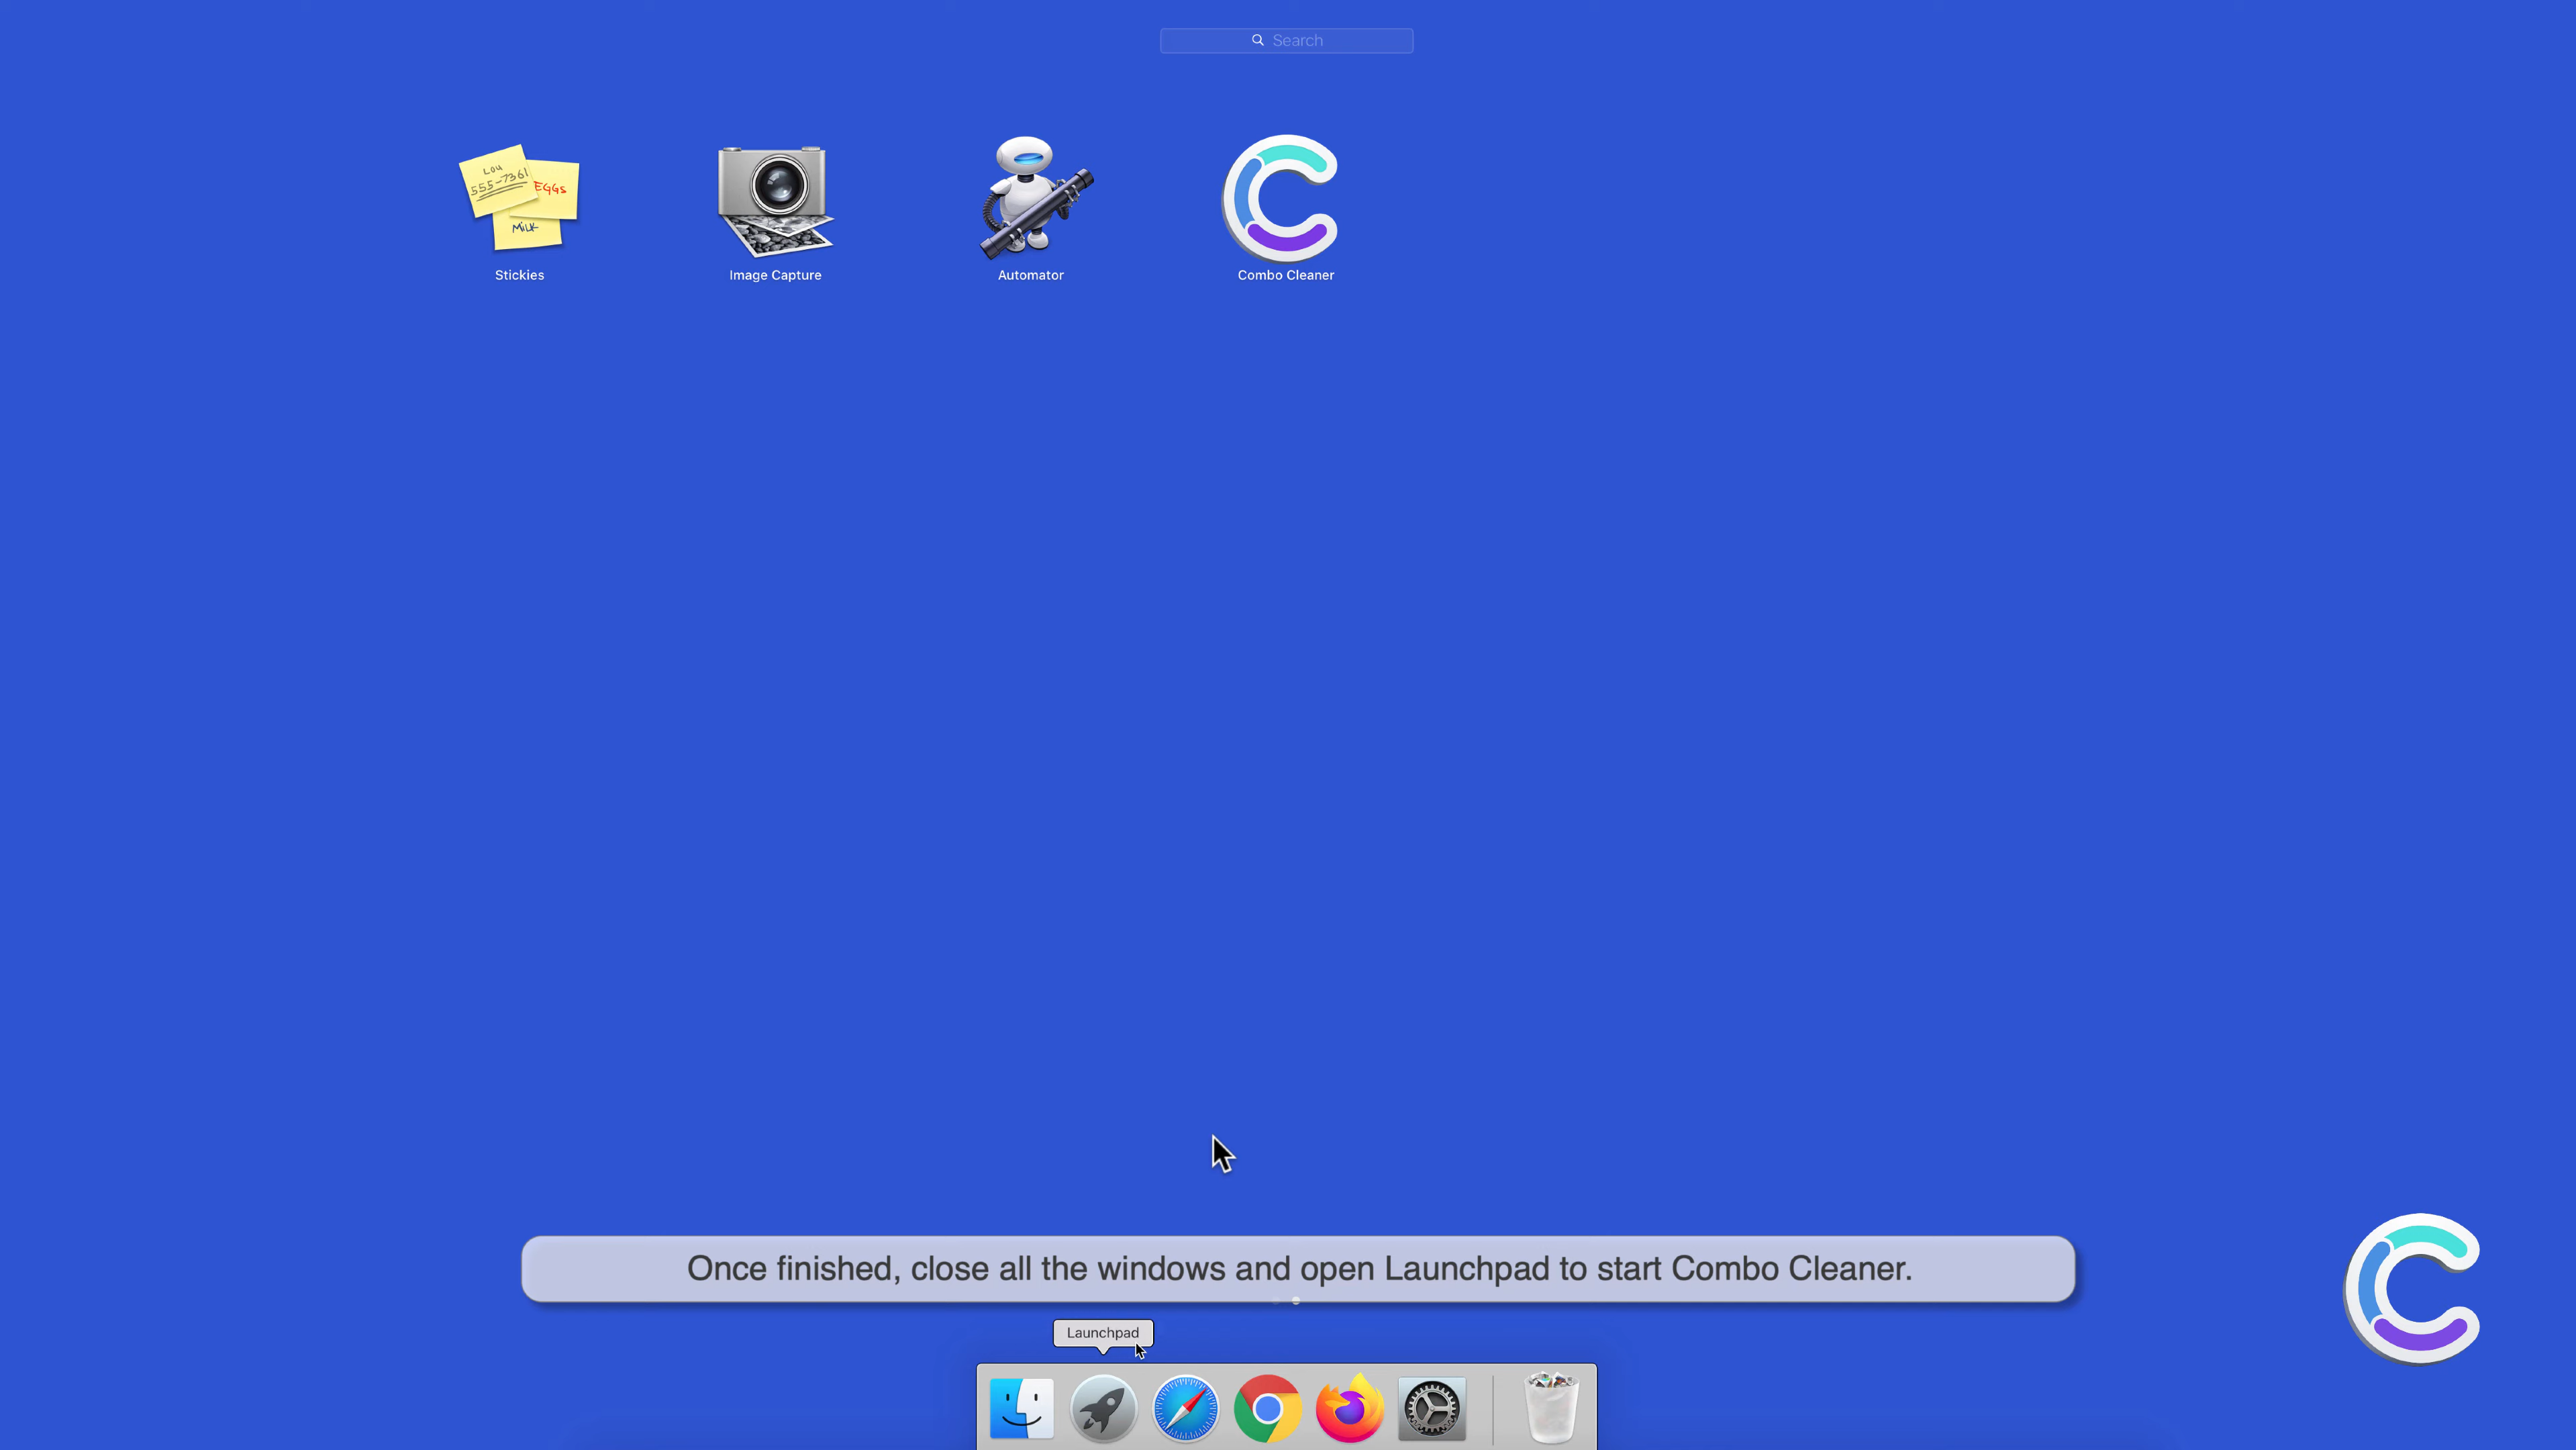 Search
Lou
555-7361
EGGs
MiLK
Stickies
Image Capture
Automator
Combo Cleaner
Once finished, close all the windows and open Launchpad to start Combo Cleaner.
Launchpad